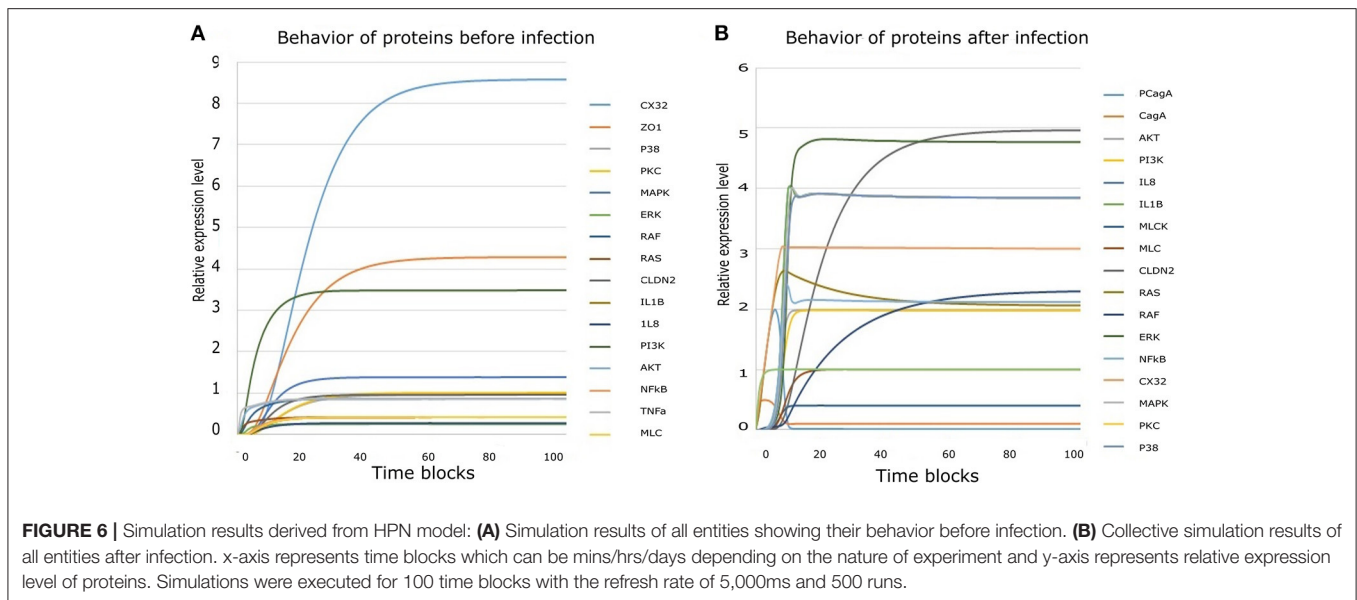 A
Behavior of proteins before infection
Relative expression level
9
8
7
6
5
4
3
2
1
0
0 20 40 60 80 100
Time blocks
CX32
ZO1
P38
PKC
MAPK
ERK
RAF
RAS
CLDN2
IL1B
1L8
PI3K
AKT
NFkB
TNFa
MLC
B
Behavior of proteins after infection
Relative expression level
6
5
4
3
2
1
0
0 20 40 60 80 100
Time blocks
PCagA
CagA
AKT
PI3K
IL8
IL1B
MLCK
MLC
CLDN2
RAS
RAF
ERK
NFkB
CX32
MAPK
PKC
P38
FIGURE 6 | Simulation results derived from HPN model: (A) Simulation results of all entities showing their behavior before infection. (B) Collective simulation results of
all entities after infection. x-axis represents time blocks which can be mins/hrs/days depending on the nature of experiment and y-axis represents relative expression
level of proteins. Simulations were executed for 100 time blocks with the refresh rate of 5,000ms and 500 runs.